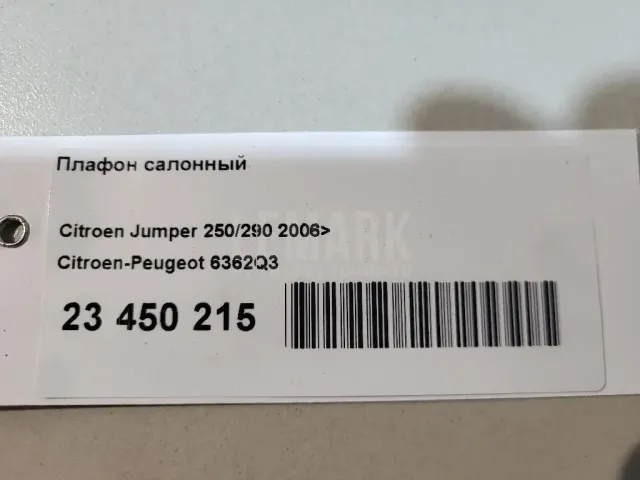 Плафон салонный
Citroen Jumper 250/290 2006>
Citroen-Peugeot 6362Q3
23 450 215